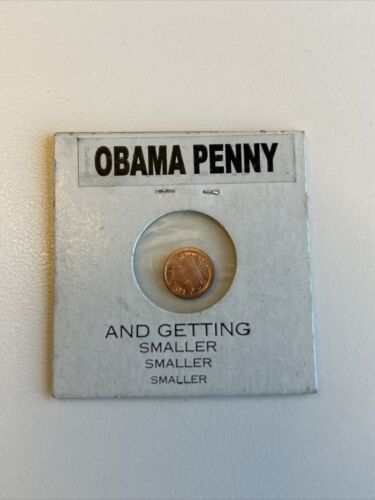 OBAMA PENNY
AND GETTING
SMALLER
SMALLER
SMALLER